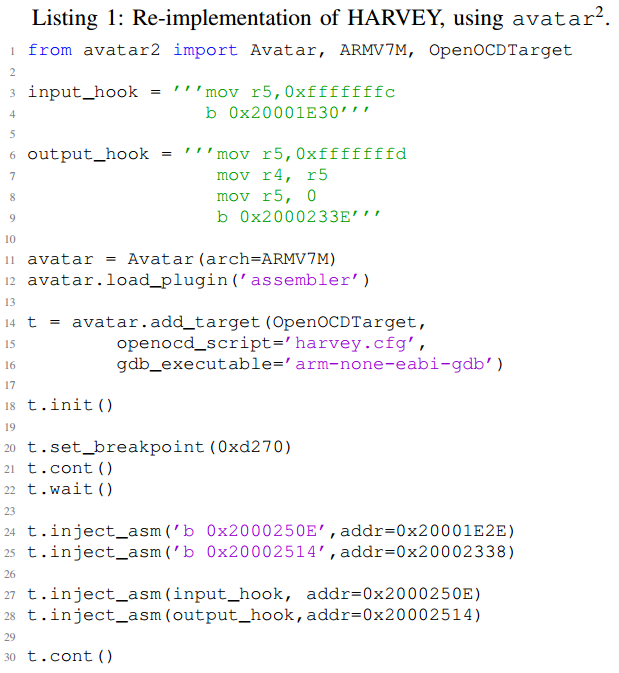 Listing 1: Re-implementation of HARVEY, using avatar².
1 from avatar2 import Avatar, ARMV7M, OpenOCDTarget
2
3 input_hook = '''mov r5,0xfffffffc
4                 b 0x20001E30'''
5
6 output_hook = '''mov r5,0xfffffffd
7                  mov r4, r5
8                  mov r5, 0
9                  b 0x2000233E'''
10
11 avatar = Avatar(arch=ARMV7M)
12 avatar.load_plugin('assembler')
13
14 t = avatar.add_target(OpenOCDTarget,
15         openocd_script='harvey.cfg',
16         gdb_executable='arm-none-eabi-gdb')
17
18 t.init()
19
20 t.set_breakpoint(0xd270)
21 t.cont()
22 t.wait()
23
24 t.inject_asm('b 0x2000250E',addr=0x20001E2E)
25 t.inject_asm('b 0x20002514',addr=0x20002338)
26
27 t.inject_asm(input_hook, addr=0x2000250E)
28 t.inject_asm(output_hook,addr=0x20002514)
29
30 t.cont()